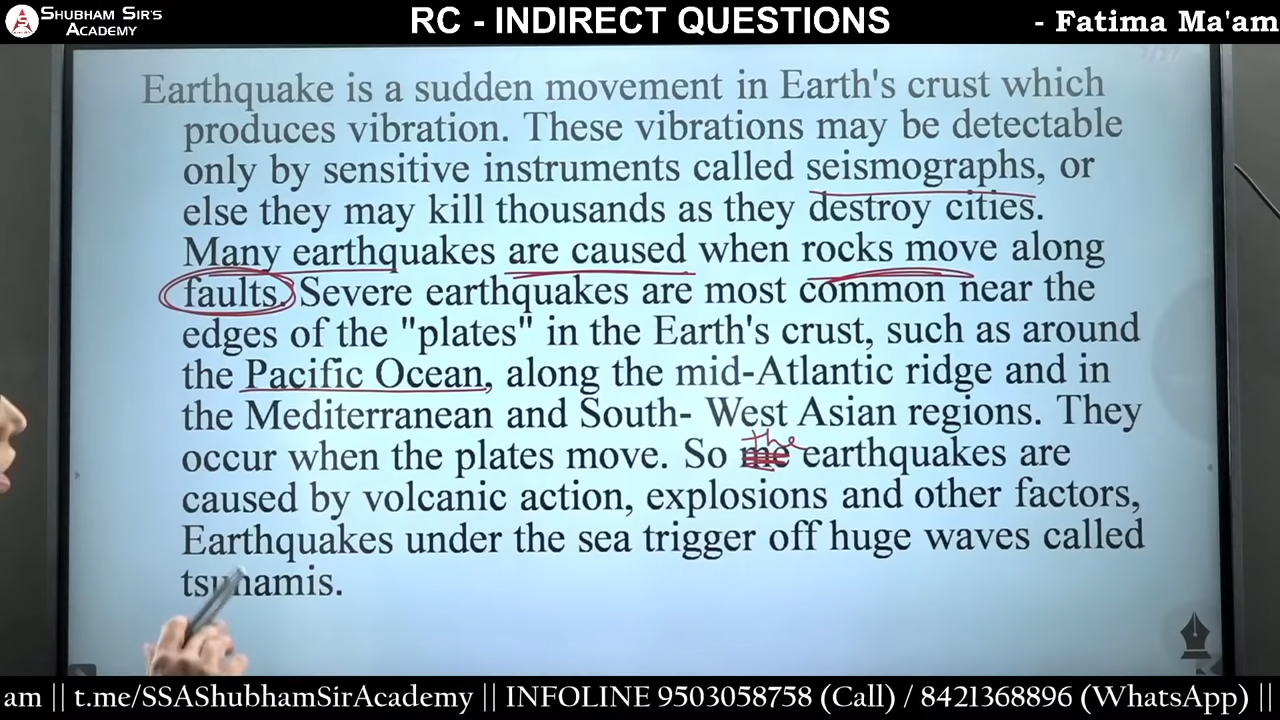 SHUBHAM SIR'S
ACADEMY
RC - INDIRECT QUESTIONS
- Fatima Ma'am
Earthquake is a sudden movement in Earth's crust which
produces vibration. These vibrations may be detectable
only by sensitive instruments called seismographs, or
else they may kill thousands as they destroy cities.
Many earthquakes are caused when rocks move along
faults. Severe earthquakes are most common near the
edges of the "plates" in the Earth's crust, such as around
the Pacific Ocean, along the mid-Atlantic ridge and in
the Mediterranean and South- West Asian regions. They
the
occur when the plates move. So me earthquakes are
caused by volcanic action, explosions and other factors,
Earthquakes under the sea trigger off huge waves called
tsunamis.
am || t.me/SSAShubhamSirAcademy || INFOLINE 9503058758 (Call) / 8421368896 (WhatsApp) ||